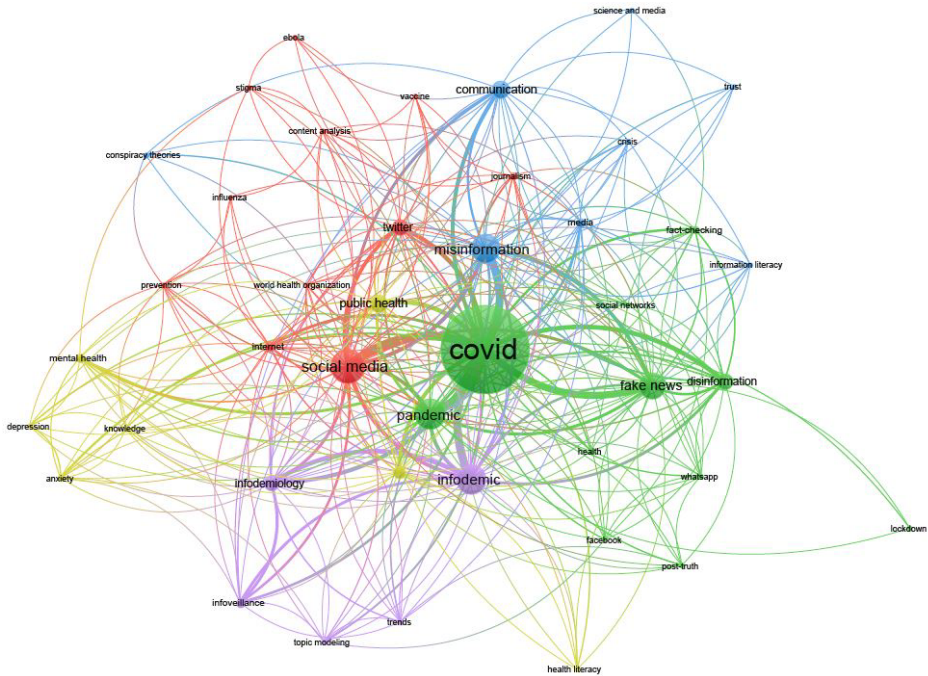 science and media
ebola
stigma
communication
trust
vaccine
content analysis
crisis
conspiracy theories
journalism
influenza
twitter
media
fact-checking
misinformation
information literacy
prevention
world health organization
public health
social networks
internet
covid
mental health
social media
fake news
disinformation
pandemic
depression
knowledge
health
anxiety
infodemiology
infodemic
whatsapp
lockdown
facebook
post-truth
infoveillance
trends
topic modeling
health literacy